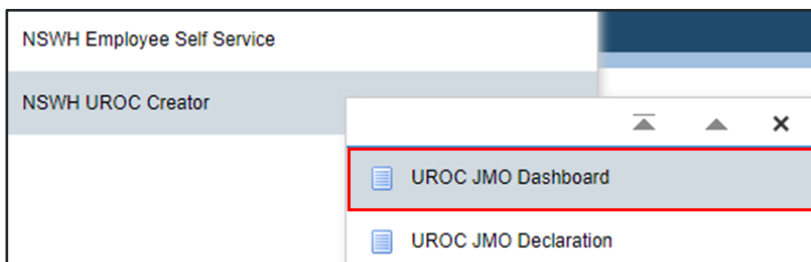 NSWH Employee Self Service
NSWH UROC Creator
UROC JMO Dashboard
UROC JMO Declaration